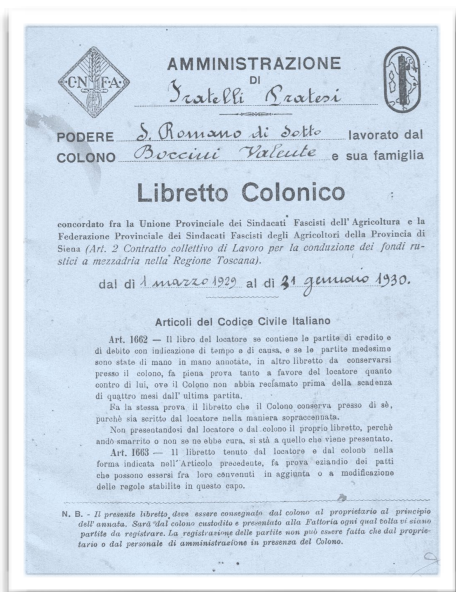 C·N·F·A·
AMMINISTRAZIONE
DI
Fratelli Pratesi
PODERE S. Romano di Sotto lavorato dal
COLONO Boccini Valente e sua famiglia
Libretto Colonico
concordato fra la Unione Provinciale dei Sindacati Fascisti dell'Agricoltura e la
Federazione Provinciale dei Sindacati Fascisti degli Agricoltori della Provincia di
Siena (Art. 2 Contratto collettivo di Lavoro per la conduzione dei fondi ru-
stici a mezzadria nella Regione Toscana).
dal dì 1 marzo 1929 al dì 31 gennaio 1930.
Articoli del Codice Civile Italiano
Art. 1662 — Il libro del locatore se contiene le partite di credito e
di debito con indicazione di tempo e di causa, e se le partite medesime
sono state di mano in mano annotate, in altro libretto da conservarsi
presso il colono, fa piena prova tanto a favore del locatore quanto
contro di lui, ove il Colono non abbia reclamato prima della scadenza
di quattro mesi dall'ultima partita.
Fa la stessa prova il libretto che il Colono conserva presso di sè,
purchè sia scritto dal locatore nella maniera sopraccennata.
Non presentandosi dal locatore o dal colono il proprio libretto, perchè
andò smarrito o non se ne ebbe cura, si stà a quello che viene presentato.
Art. 1663 — Il libretto tenuto dal locatore e dal colono nella
forma indicata nell'Articolo precedente, fa prova eziandio dei patti
che possono essersi fra loro convenuti in aggiunta o a modificazione
delle regole stabilite in questo capo.
N. B. - Il presente libretto, deve essere consegnato dal colono al proprietario al principio
dell'annata. Sarà dal colono custodito e presentato alla Fattoria ogni qual volta vi siano
partite da registrare. La registrazione delle partite non può essere fatta che dal proprie-
tario o dal personale di amministrazione in presenza del Colono.